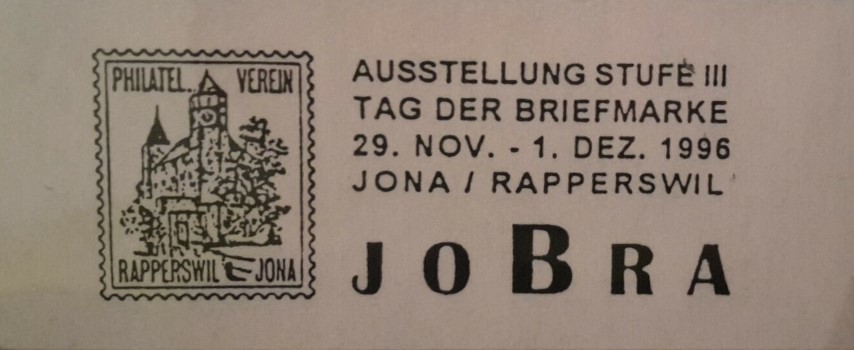 PHILATEL. VEREIN
RAPPERSWIL JONA
AUSSTELLUNG STUFE III
TAG DER BRIEFMARKE
29. NOV. - 1. DEZ. 1996
JONA / RAPPERSWIL
JOBRA